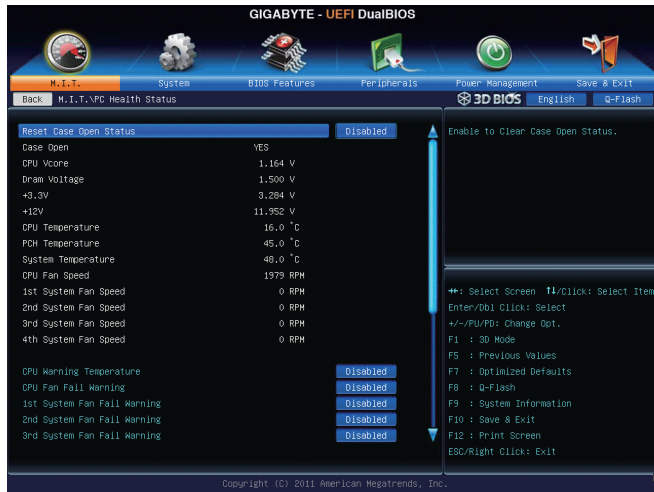 GIGABYTE - UEFI DualBIOS
M.I.T. System BIOS Features Peripherals Power Management Save & Exit
Back M.I.T.\PC Health Status 3D BIOS English Q-Flash
Reset Case Open Status Disabled
Enable to Clear Case Open Status.
Case Open YES
CPU Vcore 1.164 V
Dram Voltage 1.500 V
+3.3V 3.284 V
+12V 11.952 V
CPU Temperature 16.0 °C
PCH Temperature 45.0 °C
System Temperature 48.0 °C
CPU Fan Speed 1979 RPM
1st System Fan Speed 0 RPM
2nd System Fan Speed 0 RPM
3rd System Fan Speed 0 RPM
4th System Fan Speed 0 RPM
CPU Warning Temperature Disabled
CPU Fan Fail Warning Disabled
1st System Fan Fail Warning Disabled
2nd System Fan Fail Warning Disabled
3rd System Fan Fail Warning Disabled
→←: Select Screen ↑↓/Click: Select Item
Enter/Dbl Click: Select
+/-/PU/PD: Change Opt.
F1 : 3D Mode
F5 : Previous Values
F7 : Optimized Defaults
F8 : Q-Flash
F9 : System Information
F10 : Save & Exit
F12 : Print Screen
ESC/Right Click: Exit
Copyright (C) 2011 American Megatrends, Inc.